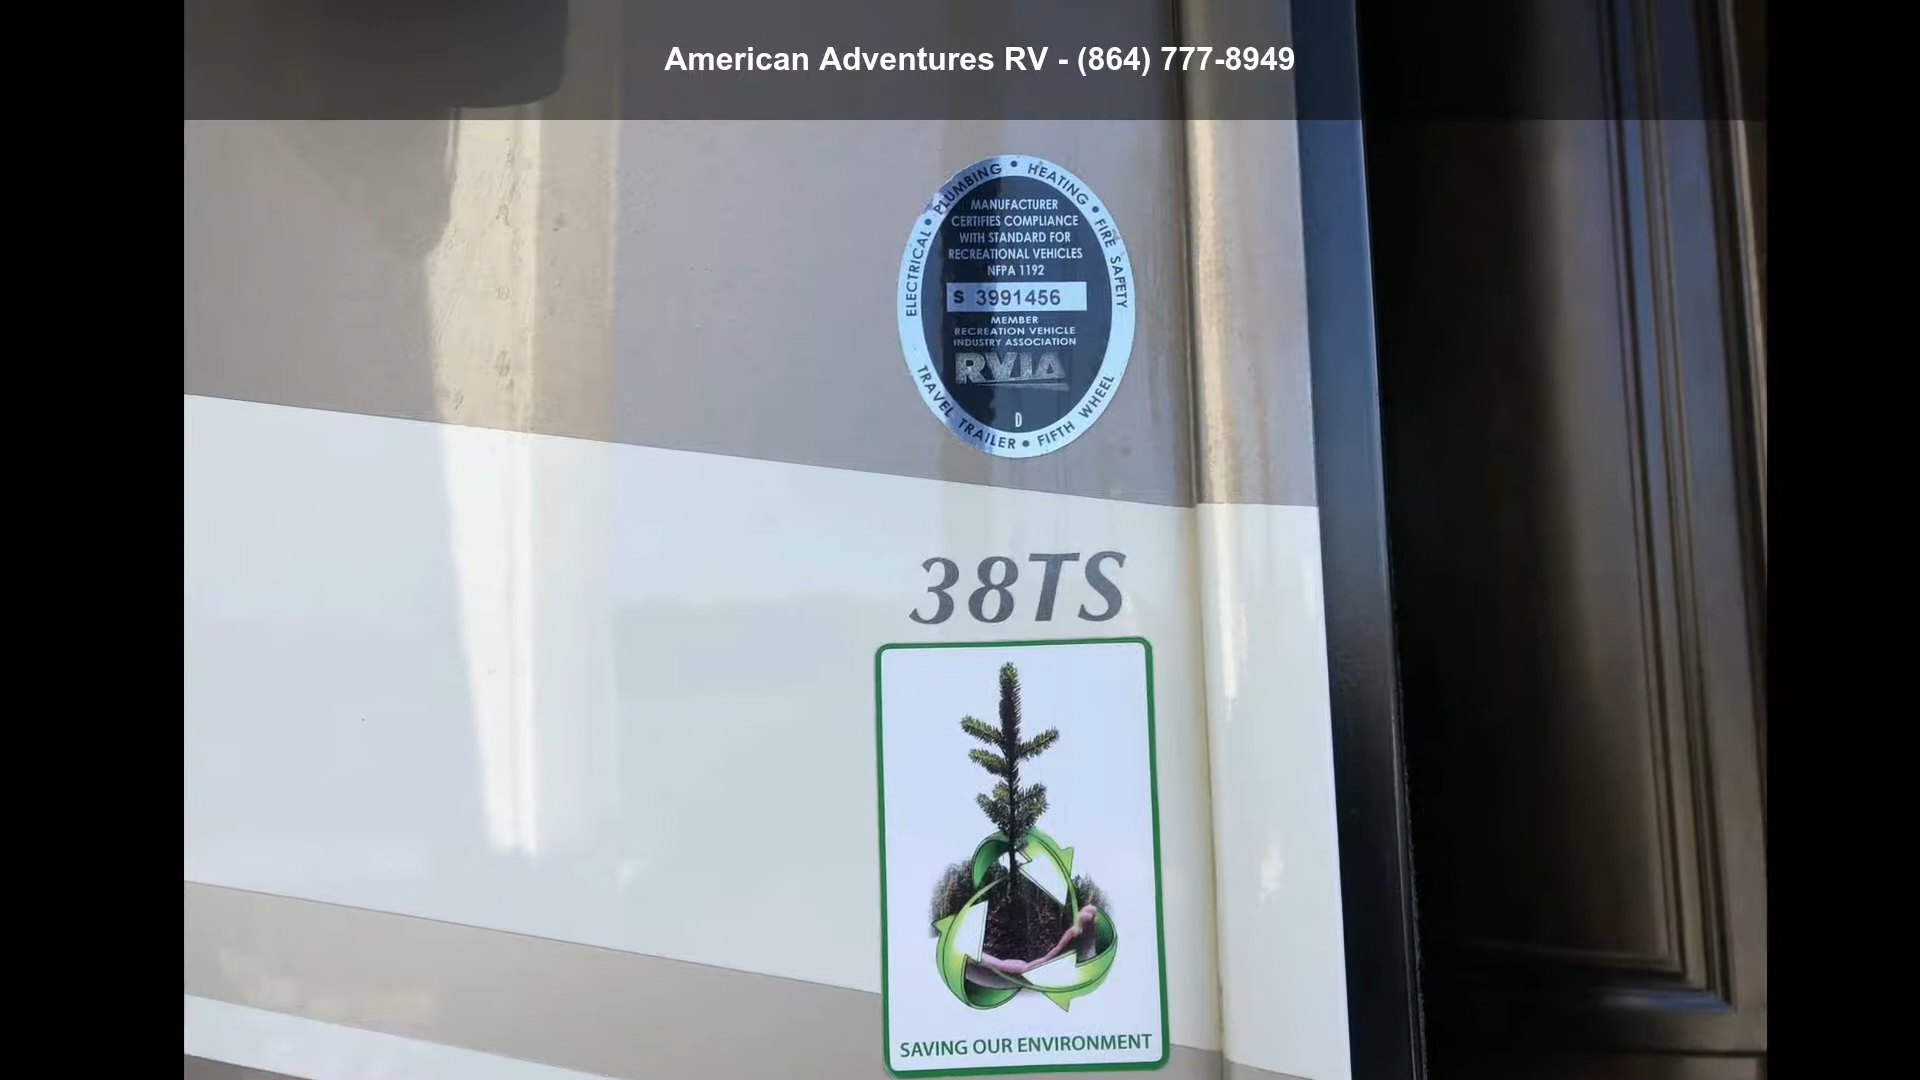 American Adventures RV - (864) 777-8949
ELECTRICAL • PLUMBING • HEATING • FIRE SAFETY
MANUFACTURER
CERTIFIES COMPLIANCE
WITH STANDARD FOR
RECREATIONAL VEHICLES
NFPA 1192
S 3991456
MEMBER
RECREATION VEHICLE
INDUSTRY ASSOCIATION
RVIA
D
TRAVEL TRAILER • FIFTH WHEEL
38TS
SAVING OUR ENVIRONMENT